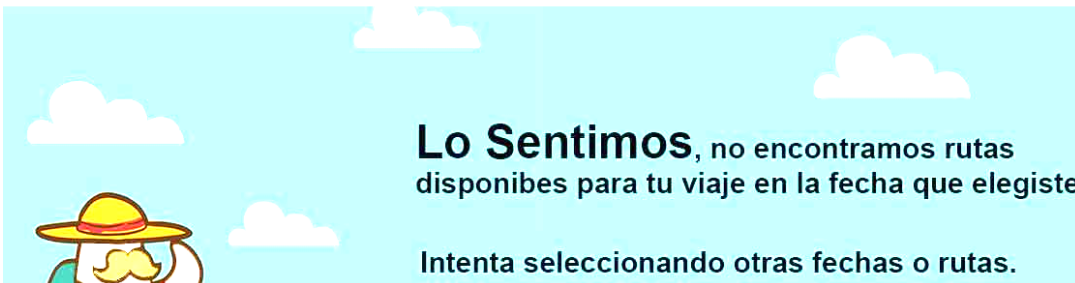 Lo Sentimos, no encontramos rutas
disponibes para tu viaje en la fecha que elegiste
Intenta seleccionando otras fechas o rutas.